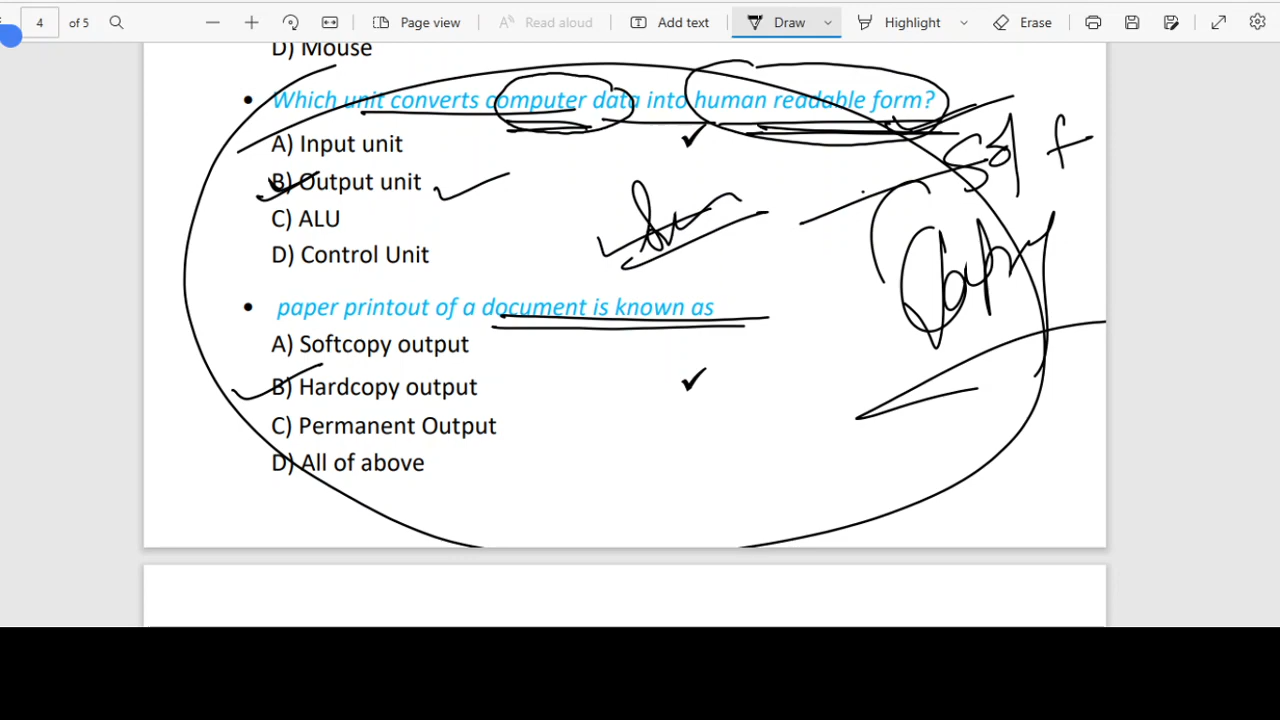 4 of 5 Page view Read aloud Add text Draw Highlight Erase
D) Mouse
• Which unit converts computer data into human readable form?
A) Input unit
B) Output unit
C) ALU
D) Control Unit
• paper printout of a document is known as
A) Softcopy output
B) Hardcopy output
C) Permanent Output
D) All of above